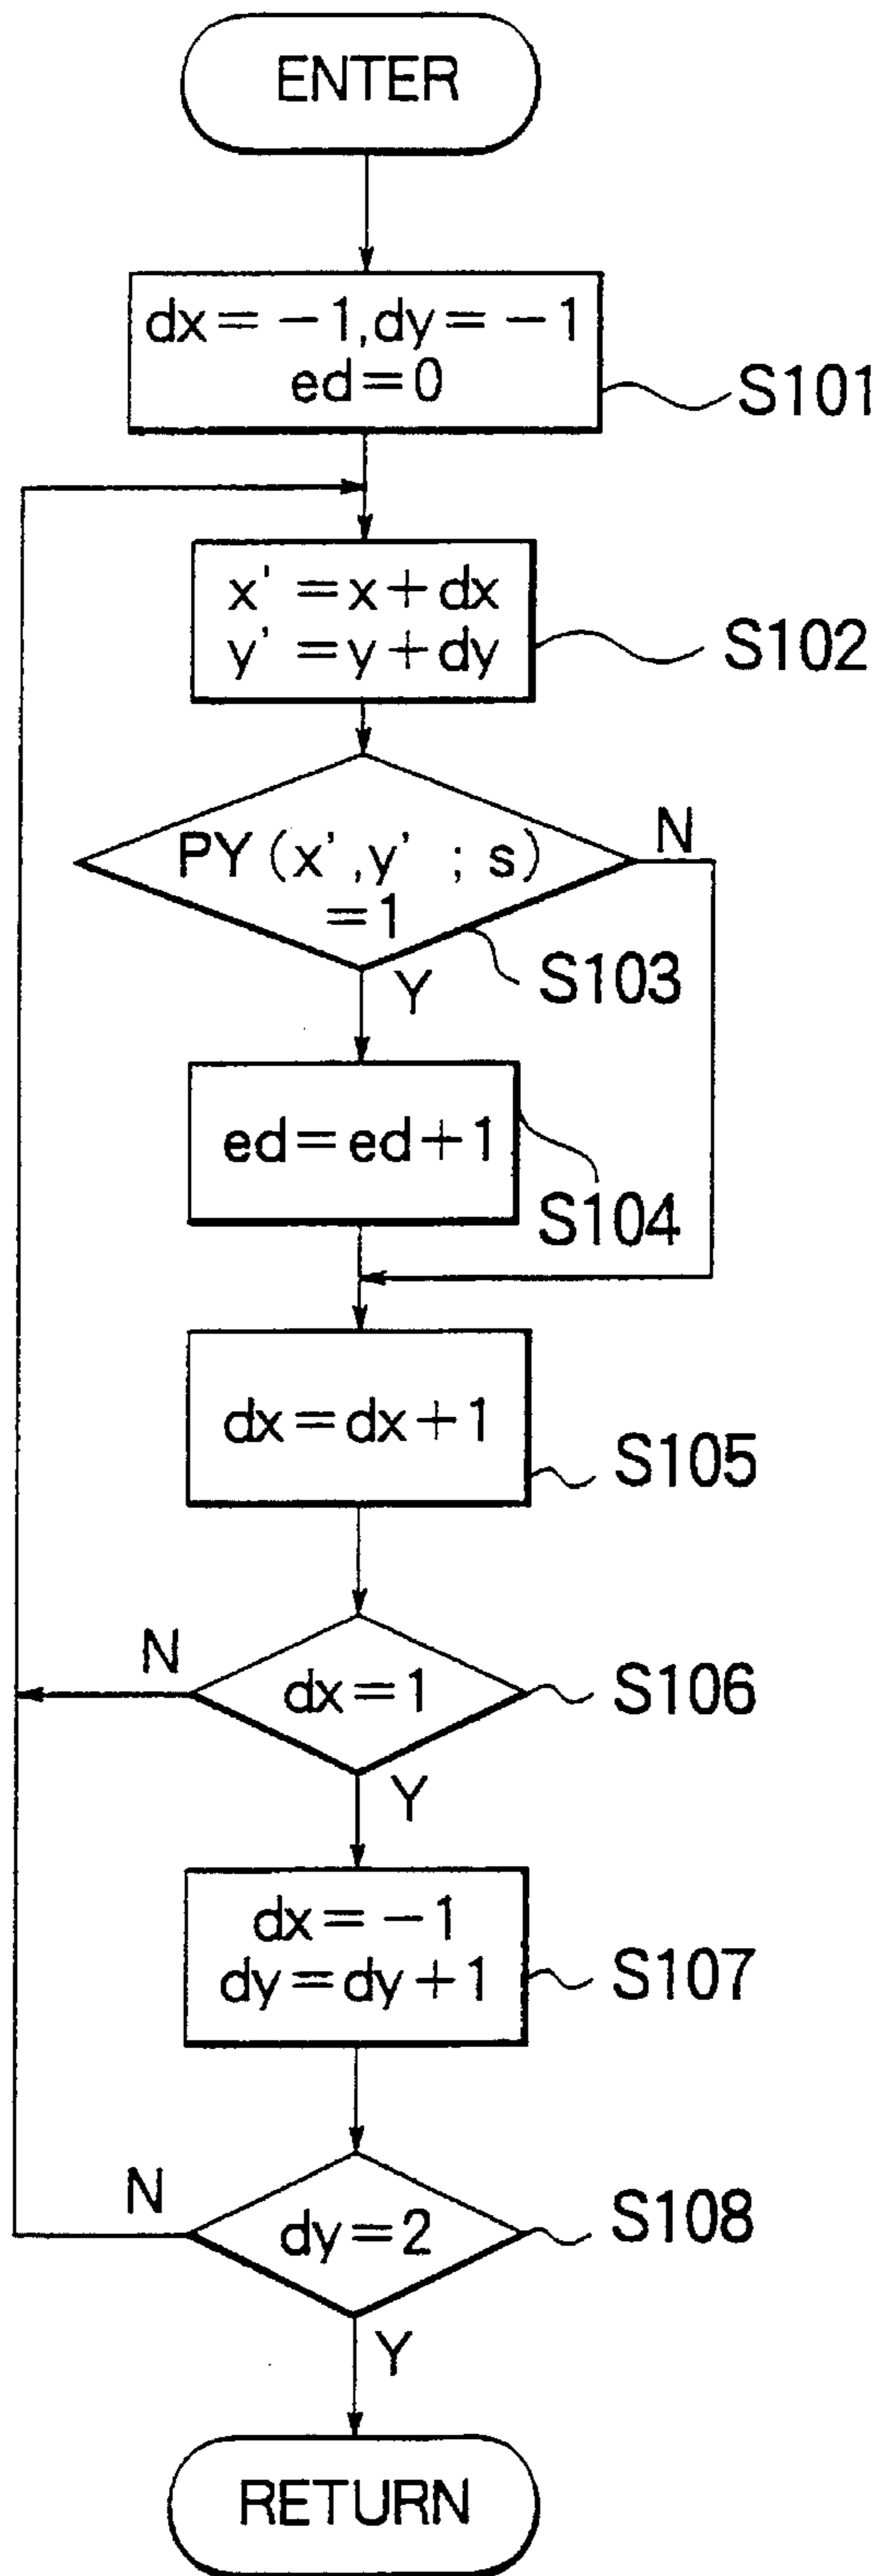 ENTER
dx=-1,dy=-1
ed=0
S101
x'=x+dx
y'=y+dy
S102
PY(x',y' ; s)
=1
N
S103
Y
ed=ed+1
S104
dx=dx+1
S105
N
dx=1
S106
Y
dx=-1
dy=dy+1
S107
N
dy=2
S108
Y
RETURN